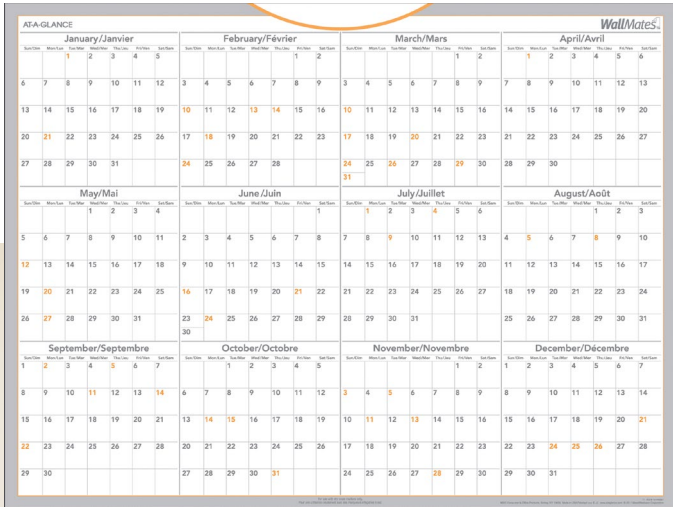 AT-A-GLANCE
WallMates
January/Janvier
Sun/Dim Mon/Lun Tue/Mar Wed/Mer Thu/Jeu Fri/Ven Sat/Sam
1 2 3 4 5
6 7 8 9 10 11 12
13 14 15 16 17 18 19
20 21 22 23 24 25 26
27 28 29 30 31
February/Février
Sun/Dim Mon/Lun Tue/Mar Wed/Mer Thu/Jeu Fri/Ven Sat/Sam
1 2
3 4 5 6 7 8 9
10 11 12 13 14 15 16
17 18 19 20 21 22 23
24 25 26 27 28
March/Mars
Sun/Dim Mon/Lun Tue/Mar Wed/Mer Thu/Jeu Fri/Ven Sat/Sam
1 2
3 4 5 6 7 8 9
10 11 12 13 14 15 16
17 18 19 20 21 22 23
24 25 26 27 28 29 30
31
April/Avril
Sun/Dim Mon/Lun Tue/Mar Wed/Mer Thu/Jeu Fri/Ven Sat/Sam
1 2 3 4 5 6
7 8 9 10 11 12 13
14 15 16 17 18 19 20
21 22 23 24 25 26 27
28 29 30
May/Mai
Sun/Dim Mon/Lun Tue/Mar Wed/Mer Thu/Jeu Fri/Ven Sat/Sam
1 2 3 4
5 6 7 8 9 10 11
12 13 14 15 16 17 18
19 20 21 22 23 24 25
26 27 28 29 30 31
June/Juin
Sun/Dim Mon/Lun Tue/Mar Wed/Mer Thu/Jeu Fri/Ven Sat/Sam
1
2 3 4 5 6 7 8
9 10 11 12 13 14 15
16 17 18 19 20 21 22
23 24 25 26 27 28 29
30
July/Juillet
Sun/Dim Mon/Lun Tue/Mar Wed/Mer Thu/Jeu Fri/Ven Sat/Sam
1 2 3 4 5 6
7 8 9 10 11 12 13
14 15 16 17 18 19 20
21 22 23 24 25 26 27
28 29 30 31
August/Août
Sun/Dim Mon/Lun Tue/Mar Wed/Mer Thu/Jeu Fri/Ven Sat/Sam
1 2 3
4 5 6 7 8 9 10
11 12 13 14 15 16 17
18 19 20 21 22 23 24
25 26 27 28 29 30 31
September/Septembre
Sun/Dim Mon/Lun Tue/Mar Wed/Mer Thu/Jeu Fri/Ven Sat/Sam
1 2 3 4 5 6 7
8 9 10 11 12 13 14
15 16 17 18 19 20 21
22 23 24 25 26 27 28
29 30
October/Octobre
Sun/Dim Mon/Lun Tue/Mar Wed/Mer Thu/Jeu Fri/Ven Sat/Sam
1 2 3 4 5
6 7 8 9 10 11 12
13 14 15 16 17 18 19
20 21 22 23 24 25 26
27 28 29 30 31
November/Novembre
Sun/Dim Mon/Lun Tue/Mar Wed/Mer Thu/Jeu Fri/Ven Sat/Sam
1 2
3 4 5 6 7 8 9
10 11 12 13 14 15 16
17 18 19 20 21 22 23
24 25 26 27 28 29 30
December/Décembre
Sun/Dim Mon/Lun Tue/Mar Wed/Mer Thu/Jeu Fri/Ven Sat/Sam
1 2 3 4 5 6 7
8 9 10 11 12 13 14
15 16 17 18 19 20 21
22 23 24 25 26 27 28
29 30 31